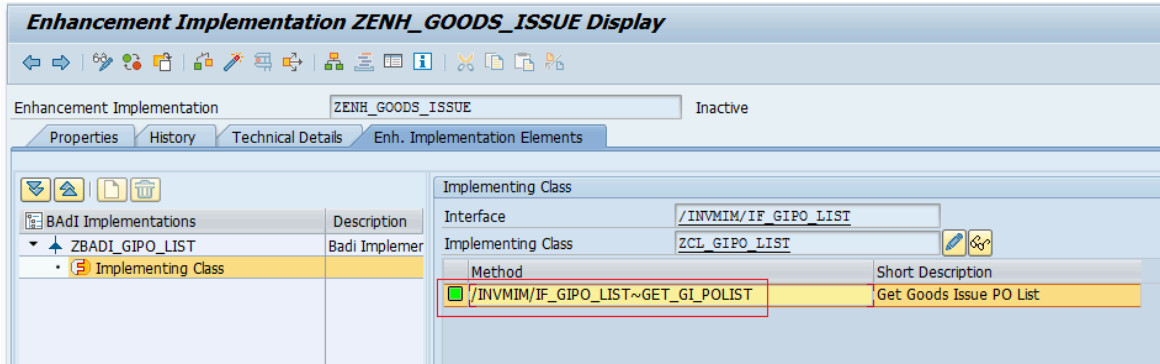 Enhancement Implementation ZENH_GOODS_ISSUE Display
Enhancement Implementation ZENH_GOODS_ISSUE Inactive
Properties History Technical Details Enh. Implementation Elements
BAdI Implementations Description
ZBADI_GIPO_LIST Badi Implemer
Implementing Class
Implementing Class
Interface /INVMIM/IF_GIPO_LIST
Implementing Class ZCL_GIPO_LIST
Method Short Description
/INVMIM/IF_GIPO_LIST~GET_GI_POLIST Get Goods Issue PO List